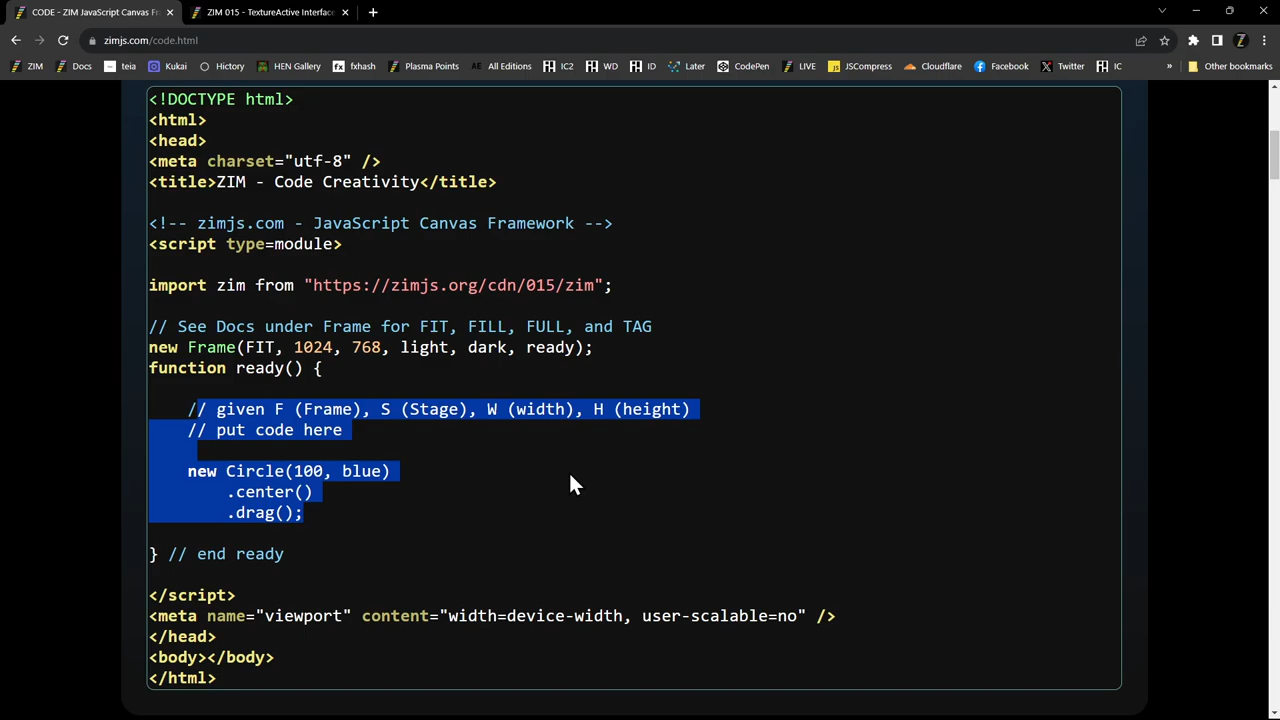 CODE - ZIM JavaScript Canvas Fr
ZIM 015 - TextureActive Interface
zimjs.com/code.html
ZIM
Docs
teia
Kukai
Hictory
HEN Gallery
fx fxhash
Plasma Points
AE All Editions
IC2
WD
ID
Later
CodePen
LIVE
JS JSCompress
Cloudflare
Facebook
Twitter
IC
»
Other bookmarks
<!DOCTYPE html>
<html>
<head>
<meta charset="utf-8" />
<title>ZIM - Code Creativity</title>
<!-- zimjs.com - JavaScript Canvas Framework -->
<script type=module>
import zim from "https://zimjs.org/cdn/015/zim";
// See Docs under Frame for FIT, FILL, FULL, and TAG
new Frame(FIT, 1024, 768, light, dark, ready);
function ready() {
// given F (Frame), S (Stage), W (width), H (height)
// put code here
new Circle(100, blue)
.center()
.drag();
} // end ready
</script>
<meta name="viewport" content="width=device-width, user-scalable=no" />
</head>
<body></body>
</html>